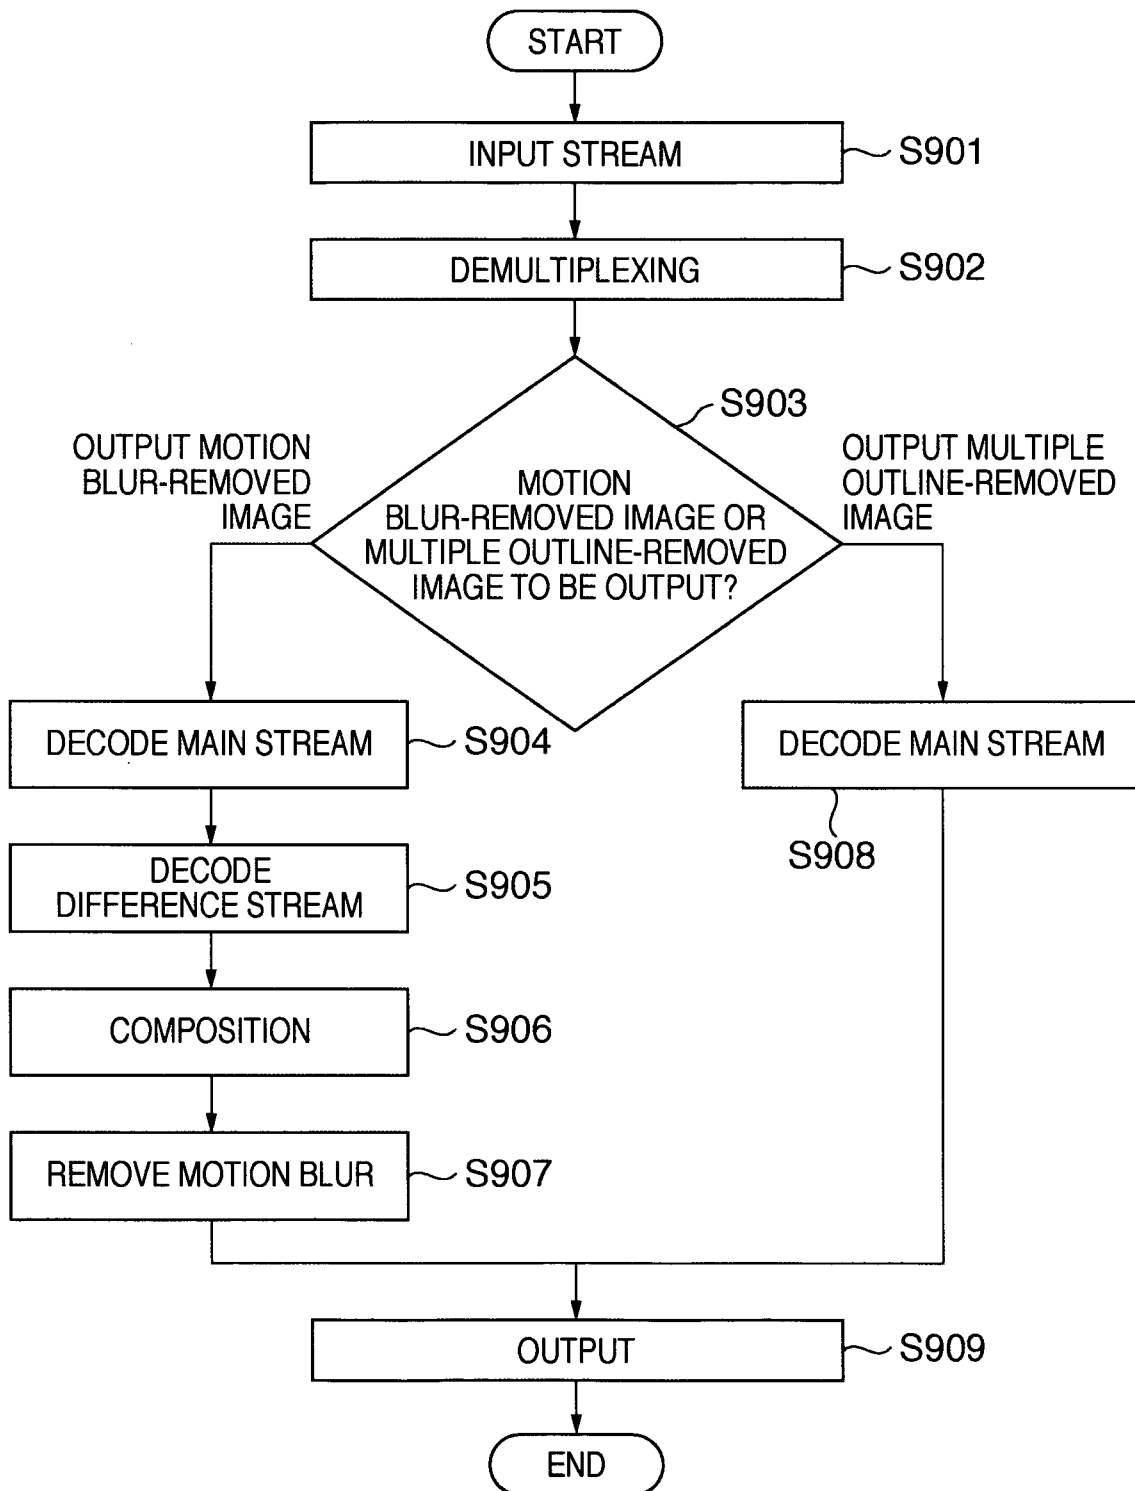 START
INPUT STREAM
S901
DEMULTIPLEXING
S902
S903
OUTPUT MOTION
BLUR-REMOVED
IMAGE
MOTION
BLUR-REMOVED IMAGE OR
MULTIPLE OUTLINE-REMOVED
IMAGE TO BE OUTPUT?
OUTPUT MULTIPLE
OUTLINE-REMOVED
IMAGE
DECODE MAIN STREAM
S904
DECODE MAIN STREAM
S908
DECODE
DIFFERENCE STREAM
S905
COMPOSITION
S906
REMOVE MOTION BLUR
S907
OUTPUT
S909
END